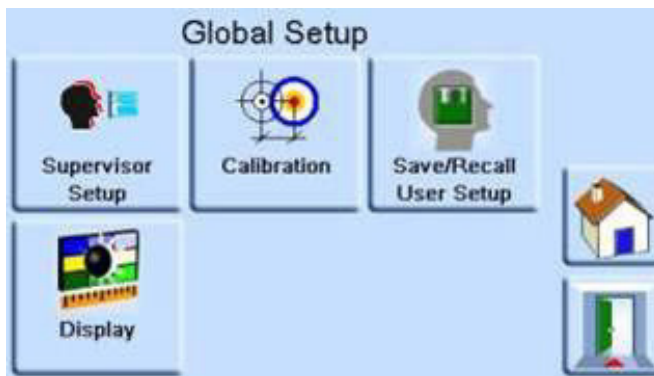 Global Setup
Supervisor
Setup
Calibration
Save/Recall
User Setup
Display